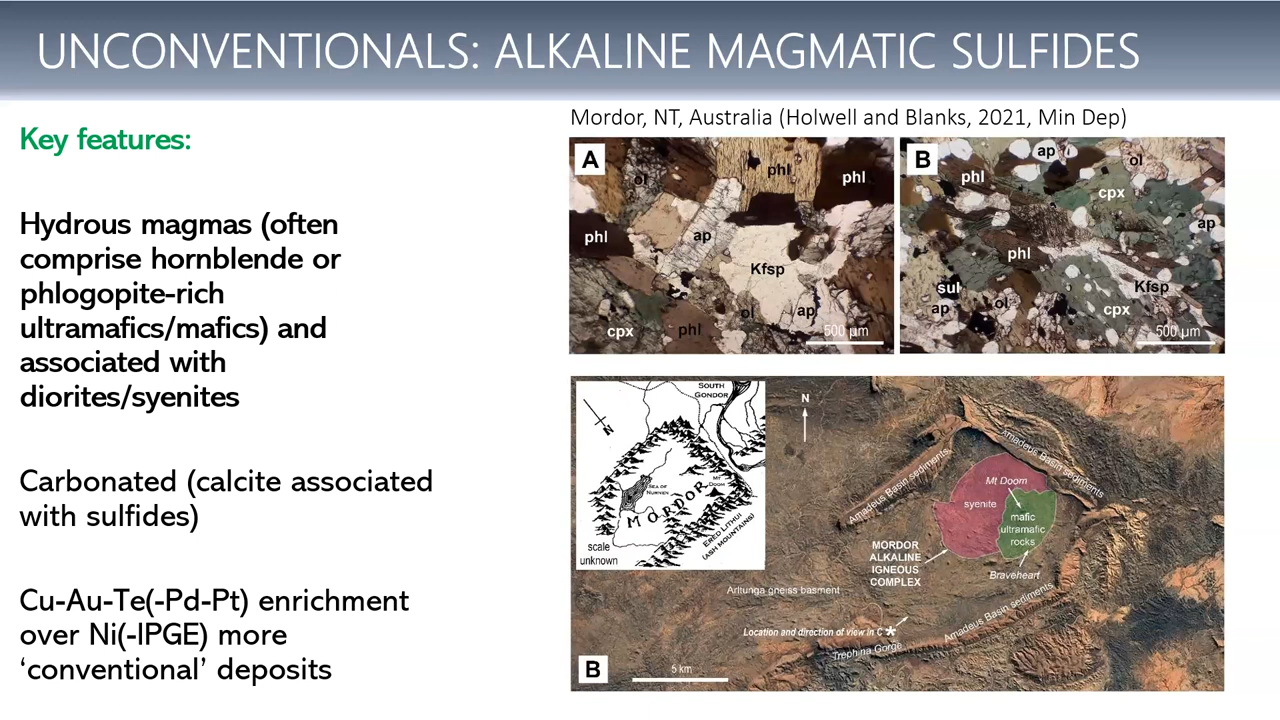 UNCONVENTIONALS: ALKALINE MAGMATIC SULFIDES
Key features:
Hydrous magmas (often
comprise hornblende or
phlogopite-rich
ultramafics/mafics) and
associated with
diorites/syenites
Carbonated (calcite associated
with sulfides)
Cu-Au-Te(-Pd-Pt) enrichment
over Ni(-IPGE) more
‘conventional’ deposits
Mordor, NT, Australia (Holwell and Blanks, 2021, Min Dep)
A
ol
phl
phl
phl
ap
Kfsp
cpx
phl
ol
ap
500 µm
B
ap
ol
phl
cpx
ap
phl
sul
ap
ol
Kfsp
cpx
500 µm
SOUTH
GONDOR
N
SEA OF
NURNEN
MT
DOOM
MORDOR
ERED LITHUI
(ASH MOUNTAINS)
scale
unknown
N
Amadeus Basin sediments
Amadeus Basin sediments
Mt Doom
syenite
mafic
ultramafic
rocks
MORDOR
ALKALINE
IGNEOUS
COMPLEX
Braveheart
Arltunga gneiss basment
Amadeus Basin sediments
Location and direction of view in C *
Trephina Gorge
B
5 km